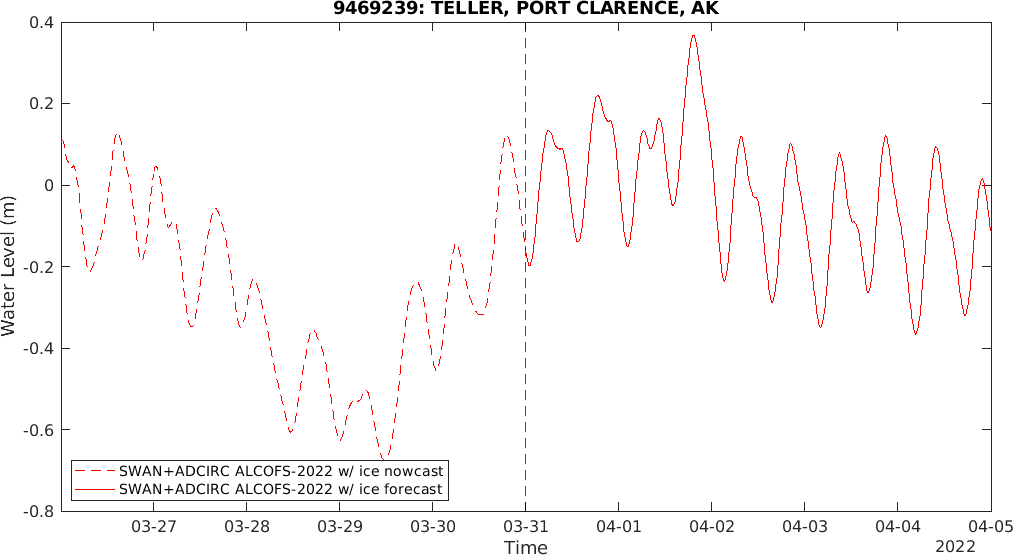 9469239: TELLER, PORT CLARENCE, AK
0.4
0.2
0
-0.2
-0.4
-0.6
-0.8
Water Level (m)
SWAN+ADCIRC ALCOFS-2022 w/ ice nowcast
SWAN+ADCIRC ALCOFS-2022 w/ ice forecast
03-27 03-28 03-29 03-30 03-31 04-01 04-02 04-03 04-04 04-05
Time
2022